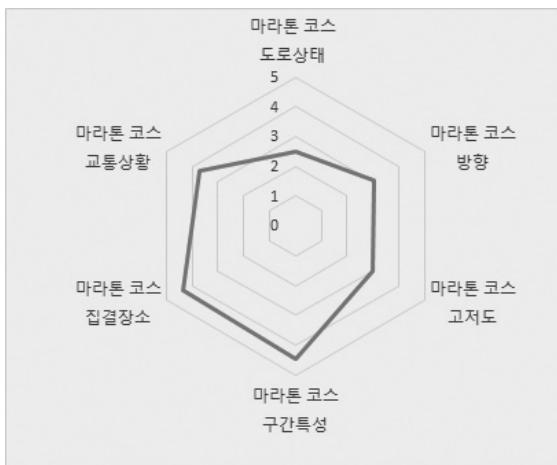 마라톤 코스
도로상태
5
4
3
2
1
0
마라톤 코스
방향
마라톤 코스
고저도
마라톤 코스
구간특성
마라톤 코스
집결장소
마라톤 코스
교통상황